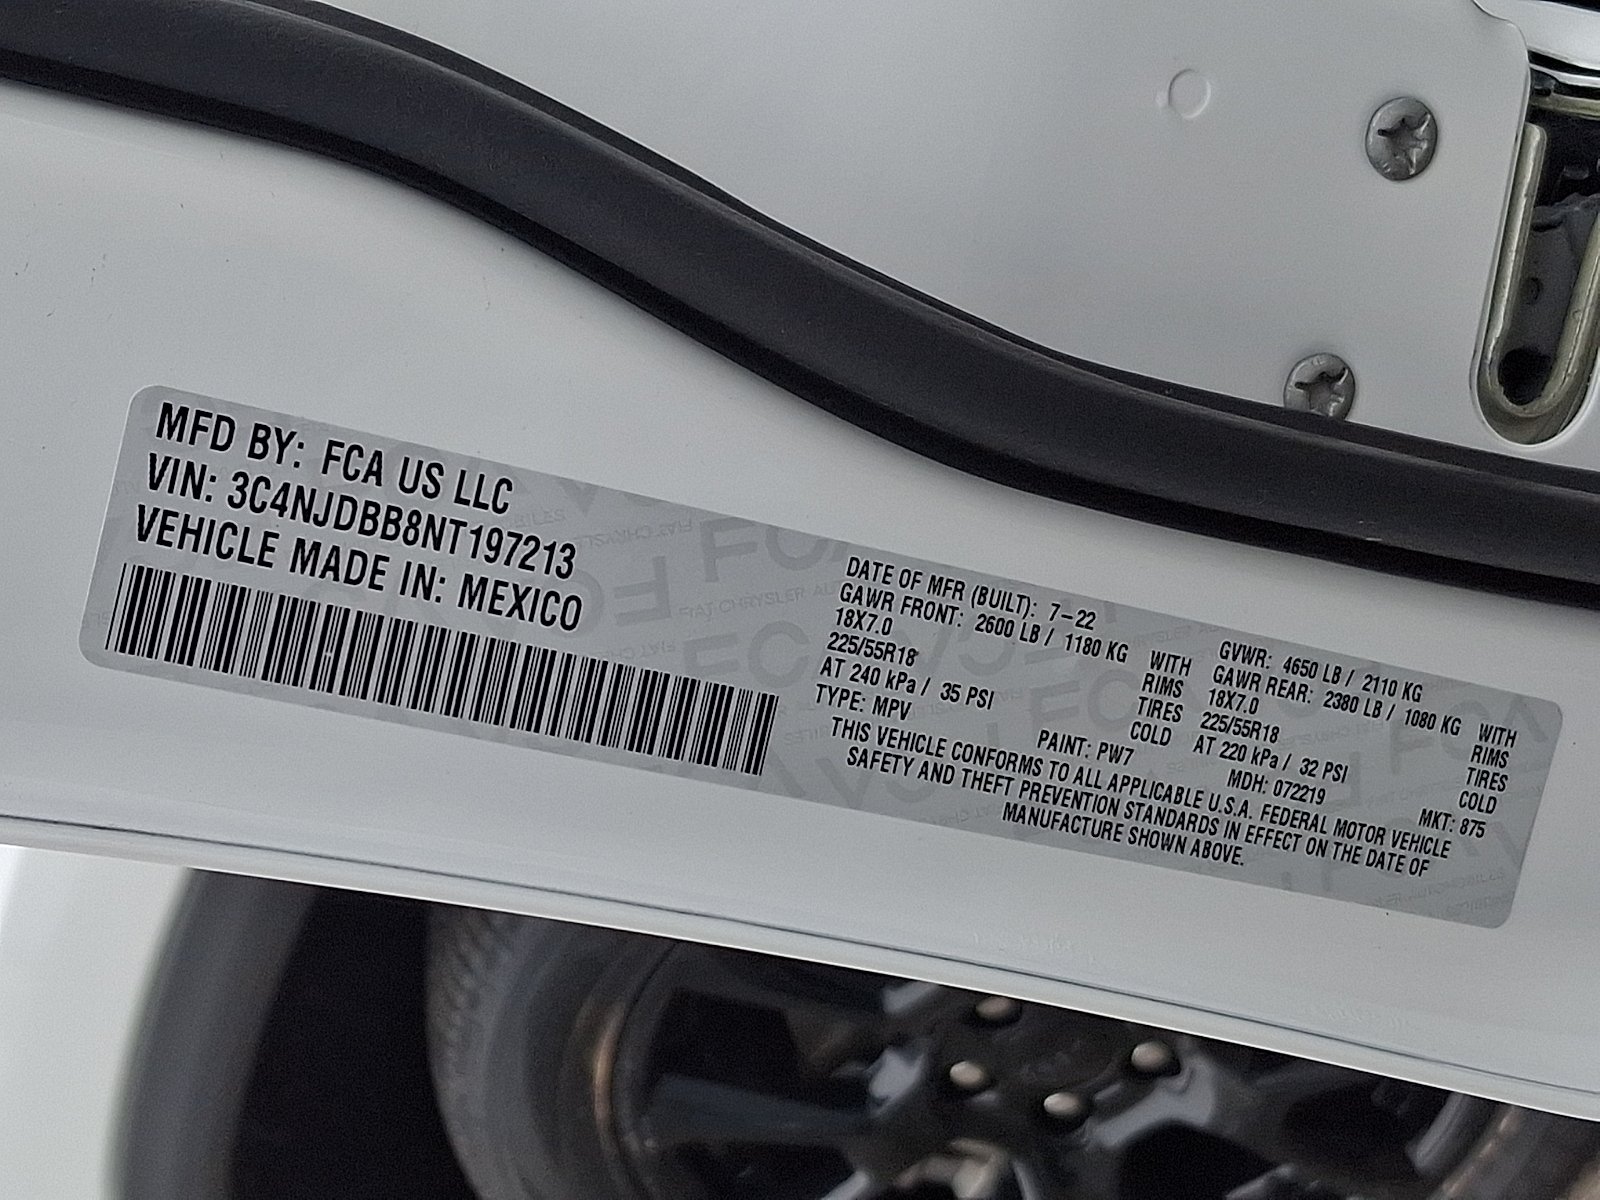 MFD BY: FCA US LLC
VIN: 3C4NJDBB8NT197213
VEHICLE MADE IN: MEXICO
DATE OF MFR (BUILT): 7-22
GAWR FRONT: 2600 LB / 1180 KG WITH
18X7.0 RIMS
225/55R18 TIRES
AT 240 kPa / 35 PSI COLD
GVWR: 4650 LB / 2110 KG
GAWR REAR: 2380 LB / 1080 KG WITH
18X7.0 RIMS
225/55R18 TIRES
AT 220 kPa / 32 PSI COLD
TYPE: MPV PAINT: PW7 MDH: 072219 MKT: 875
THIS VEHICLE CONFORMS TO ALL APPLICABLE U.S.A. FEDERAL MOTOR VEHICLE
SAFETY AND THEFT PREVENTION STANDARDS IN EFFECT ON THE DATE OF
MANUFACTURE SHOWN ABOVE.